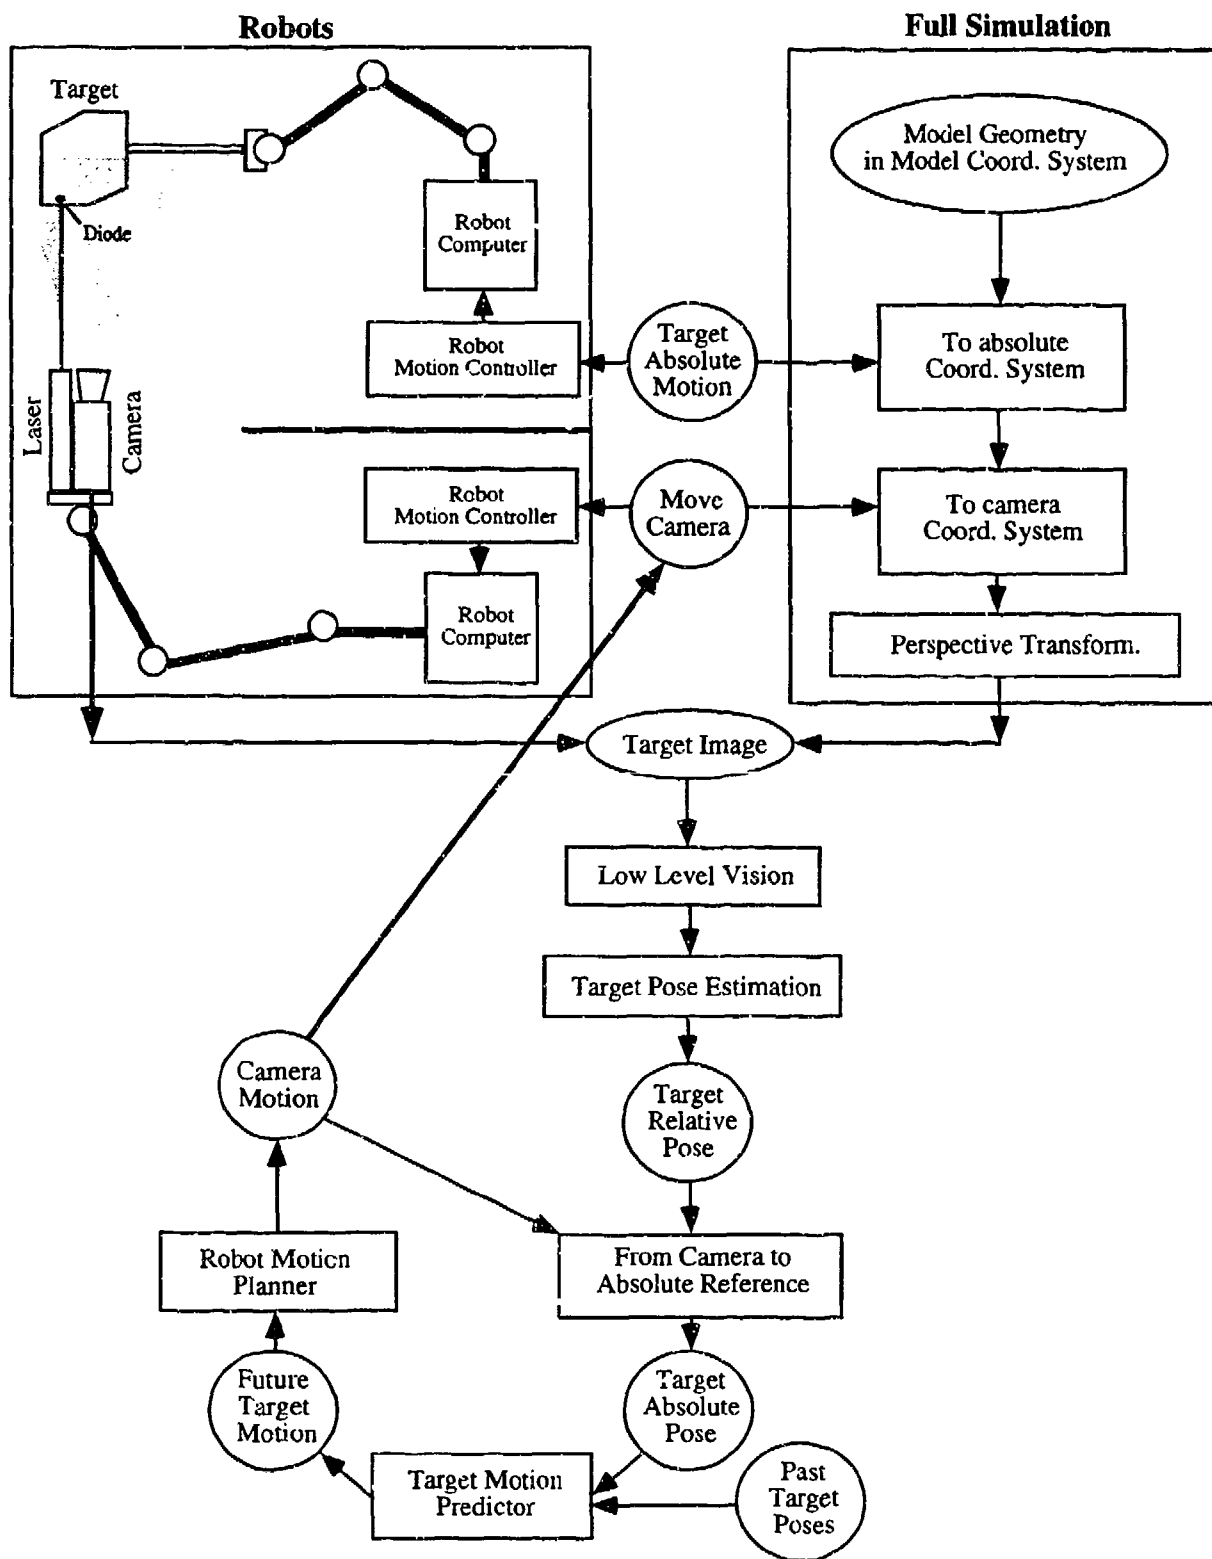 Robots
Full Simulation
Target
Diode
Laser
Camera
Robot
Computer
Robot
Motion Controller
Target
Absolute
Motion
Model Geometry
in Model Coord. System
To absolute
Coord. System
Robot
Motion Controller
Move
Camera
To camera
Coord. System
Robot
Computer
Perspective Transform.
Target Image
Low Level Vision
Target Pose Estimation
Camera
Motion
Target
Relative
Pose
Robot Motion
Planner
From Camera to
Absolute Reference
Future
Target
Motion
Target
Absolute
Pose
Target Motion
Predictor
Past
Target
Poses